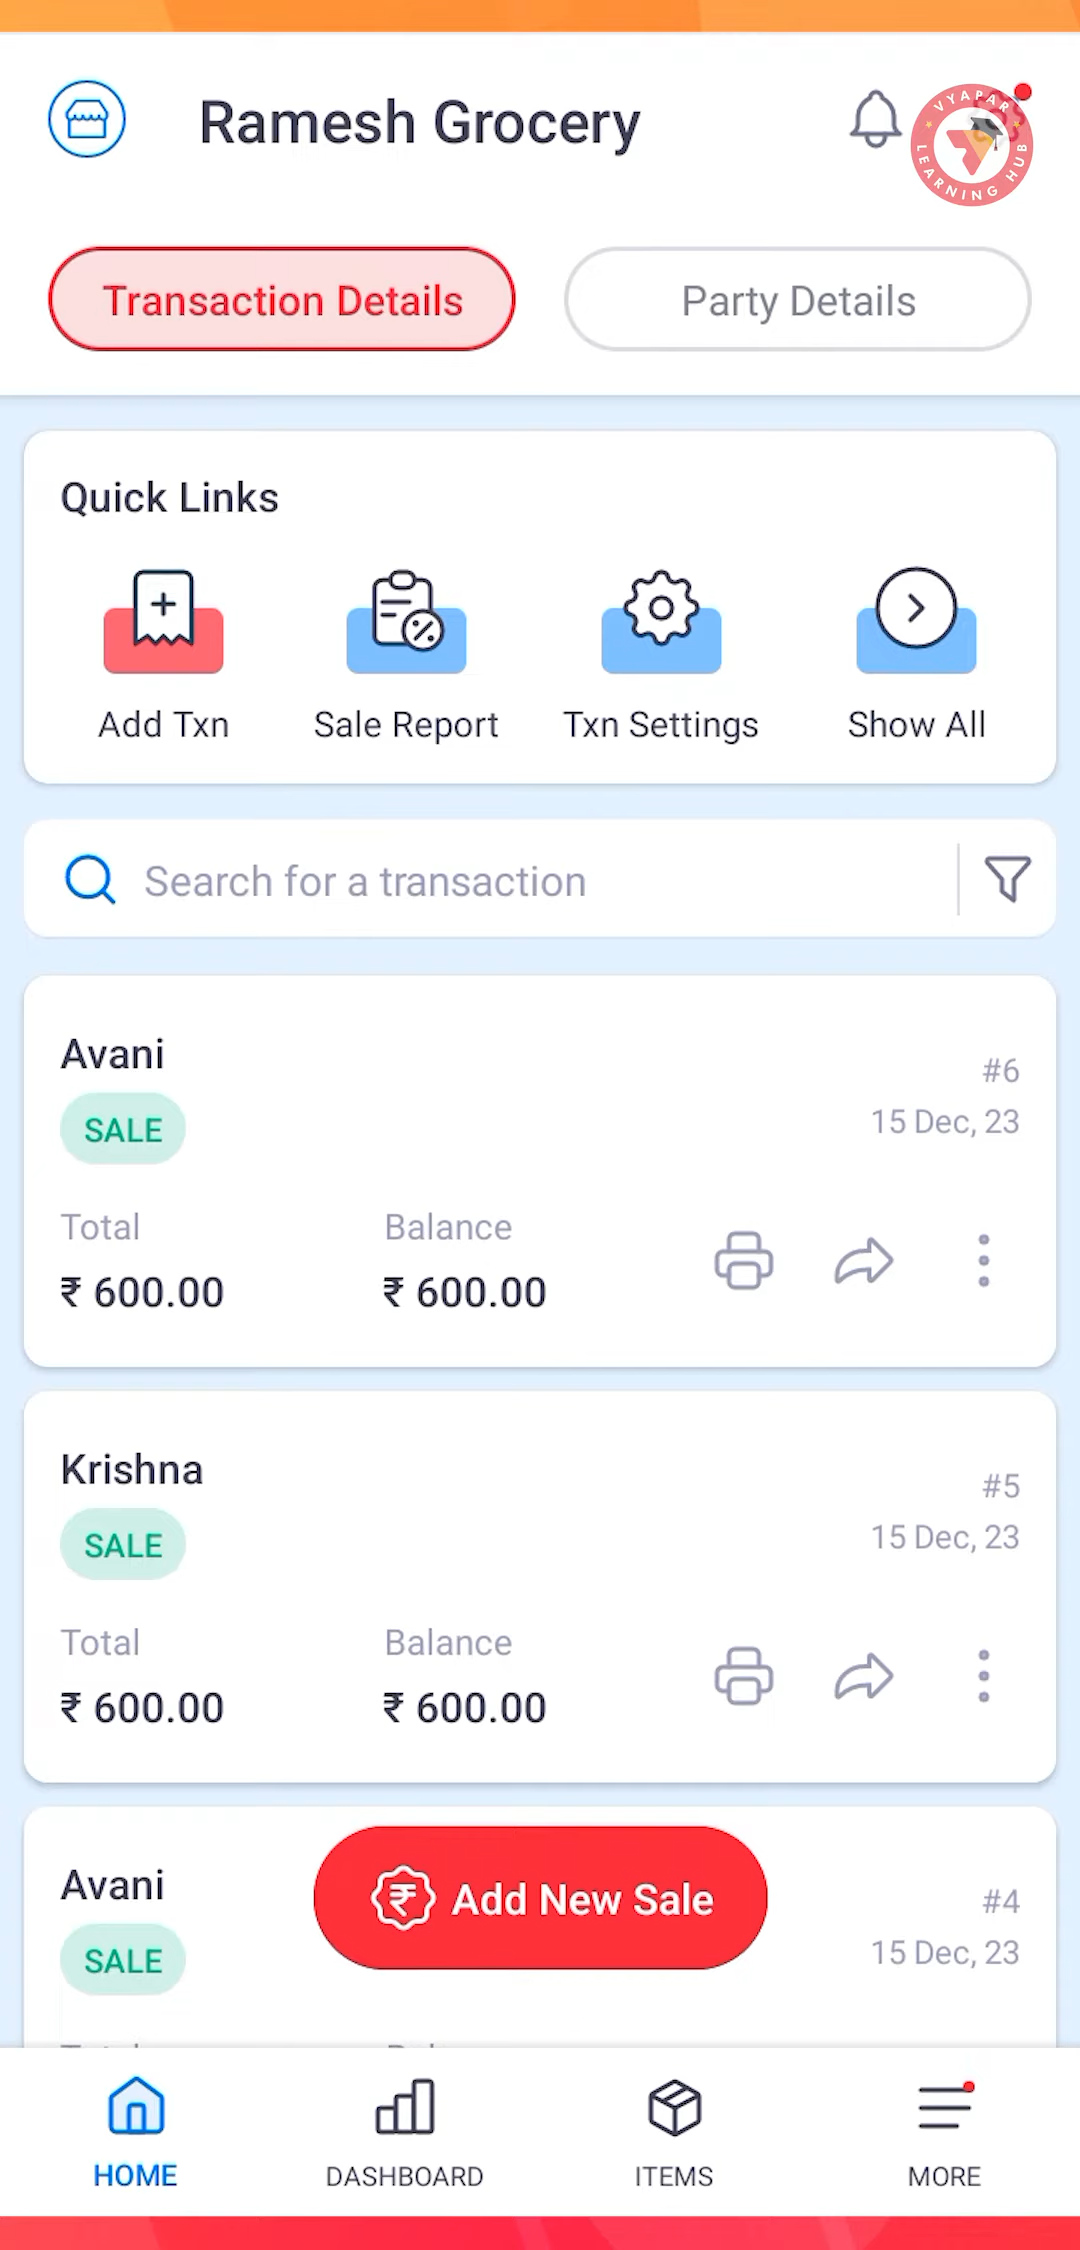 Ramesh Grocery
VYAPAR
LEARNING HUB
Transaction Details
Party Details
Quick Links
Add Txn
Sale Report
Txn Settings
Show All
Search for a transaction
Avani
#6
SALE
15 Dec, 23
Total
Balance
₹ 600.00
₹ 600.00
Krishna
#5
SALE
15 Dec, 23
Total
Balance
₹ 600.00
₹ 600.00
Avani
Add New Sale
#4
SALE
15 Dec, 23
HOME
DASHBOARD
ITEMS
MORE